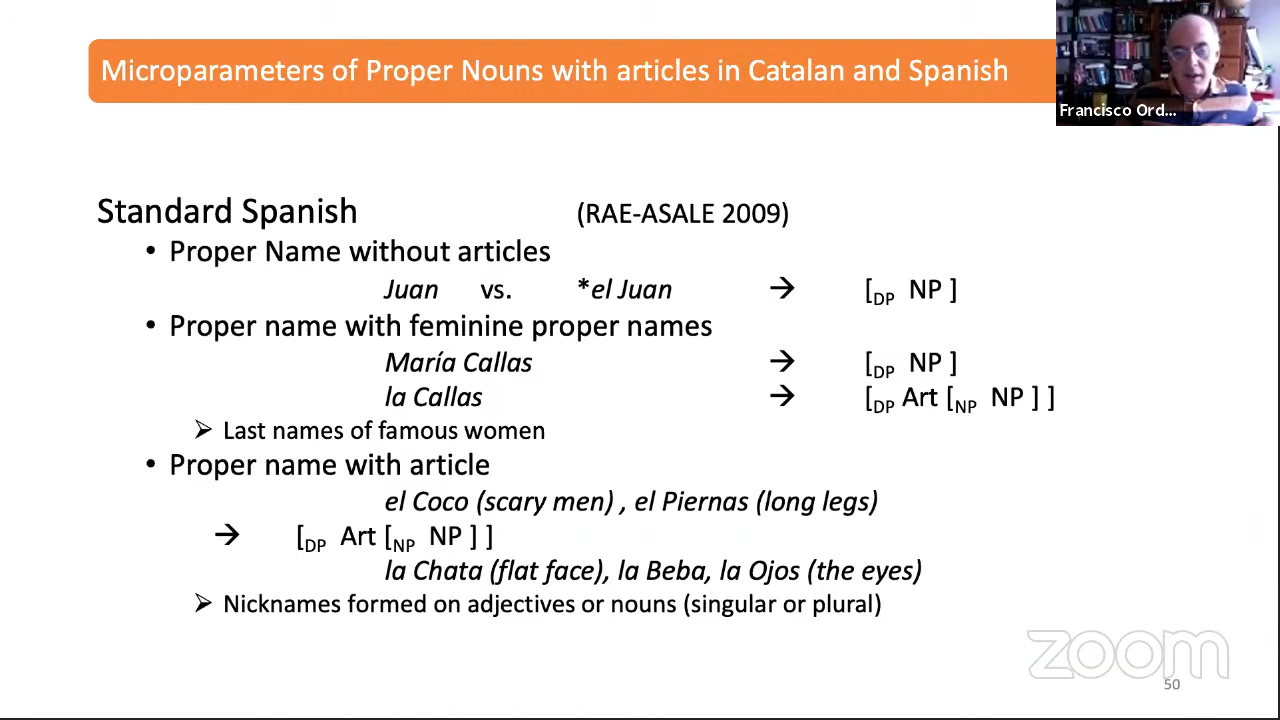 Microparameters of Proper Nouns with articles in Catalan and Spanish
Francisco Ord...
Standard Spanish (RAE-ASALE 2009)
• Proper Name without articles
Juan vs. *el Juan → [DP NP ]
• Proper name with feminine proper names
María Callas → [DP NP ]
la Callas → [DP Art [NP NP ] ]
➢ Last names of famous women
• Proper name with article
el Coco (scary men) , el Piernas (long legs)
→ [DP Art [NP NP ] ]
la Chata (flat face), la Beba, la Ojos (the eyes)
➢ Nicknames formed on adjectives or nouns (singular or plural)
zoom
50